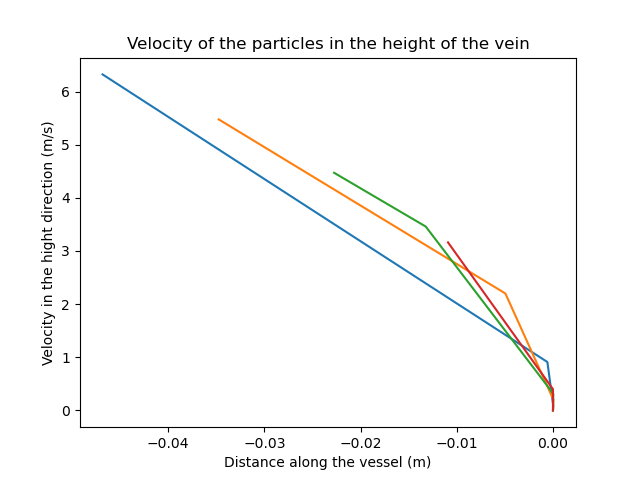 Velocity of the particles in the height of the vein
Velocity in the hight direction (m/s)
6
5
4
3
2
1
0
−0.04 −0.03 −0.02 −0.01 0.00
Distance along the vessel (m)